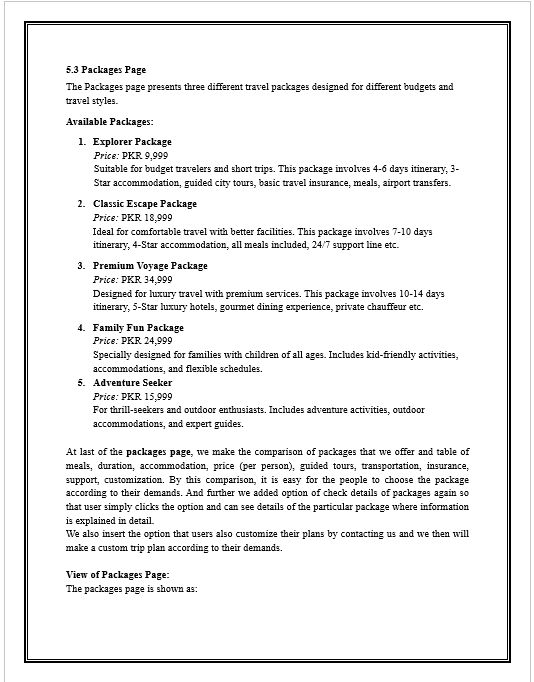 5.3 Packages Page
The Packages page presents three different travel packages designed for different budgets and
travel styles.
Available Packages:
1. Explorer Package
Price: PKR 9,999
Suitable for budget travelers and short trips. This package involves 4-6 days itinerary, 3-
Star accommodation, guided city tours, basic travel insurance, meals, airport transfers.
2. Classic Escape Package
Price: PKR 18,999
Ideal for comfortable travel with better facilities. This package involves 7-10 days
itinerary, 4-Star accommodation, all meals included, 24/7 support line etc.
3. Premium Voyage Package
Price: PKR 34,999
Designed for luxury travel with premium services. This package involves 10-14 days
itinerary, 5-Star luxury hotels, gourmet dining experience, private chauffeur etc.
4. Family Fun Package
Price: PKR 24,999
Specially designed for families with children of all ages. Includes kid-friendly activities,
accommodations, and flexible schedules.
5. Adventure Seeker
Price: PKR 15,999
For thrill-seekers and outdoor enthusiasts. Includes adventure activities, outdoor
accommodations, and expert guides.
At last of the packages page, we make the comparison of packages that we offer and table of
meals, duration, accommodation, price (per person), guided tours, transportation, insurance,
support, customization. By this comparison, it is easy for the people to choose the package
according to their demands. And further we added option of check details of packages again so
that user simply clicks the option and can see details of the particular package where information
is explained in detail.
We also insert the option that users also customize their plans by contacting us and we then will
make a custom trip plan according to their demands.
View of Packages Page:
The packages page is shown as: